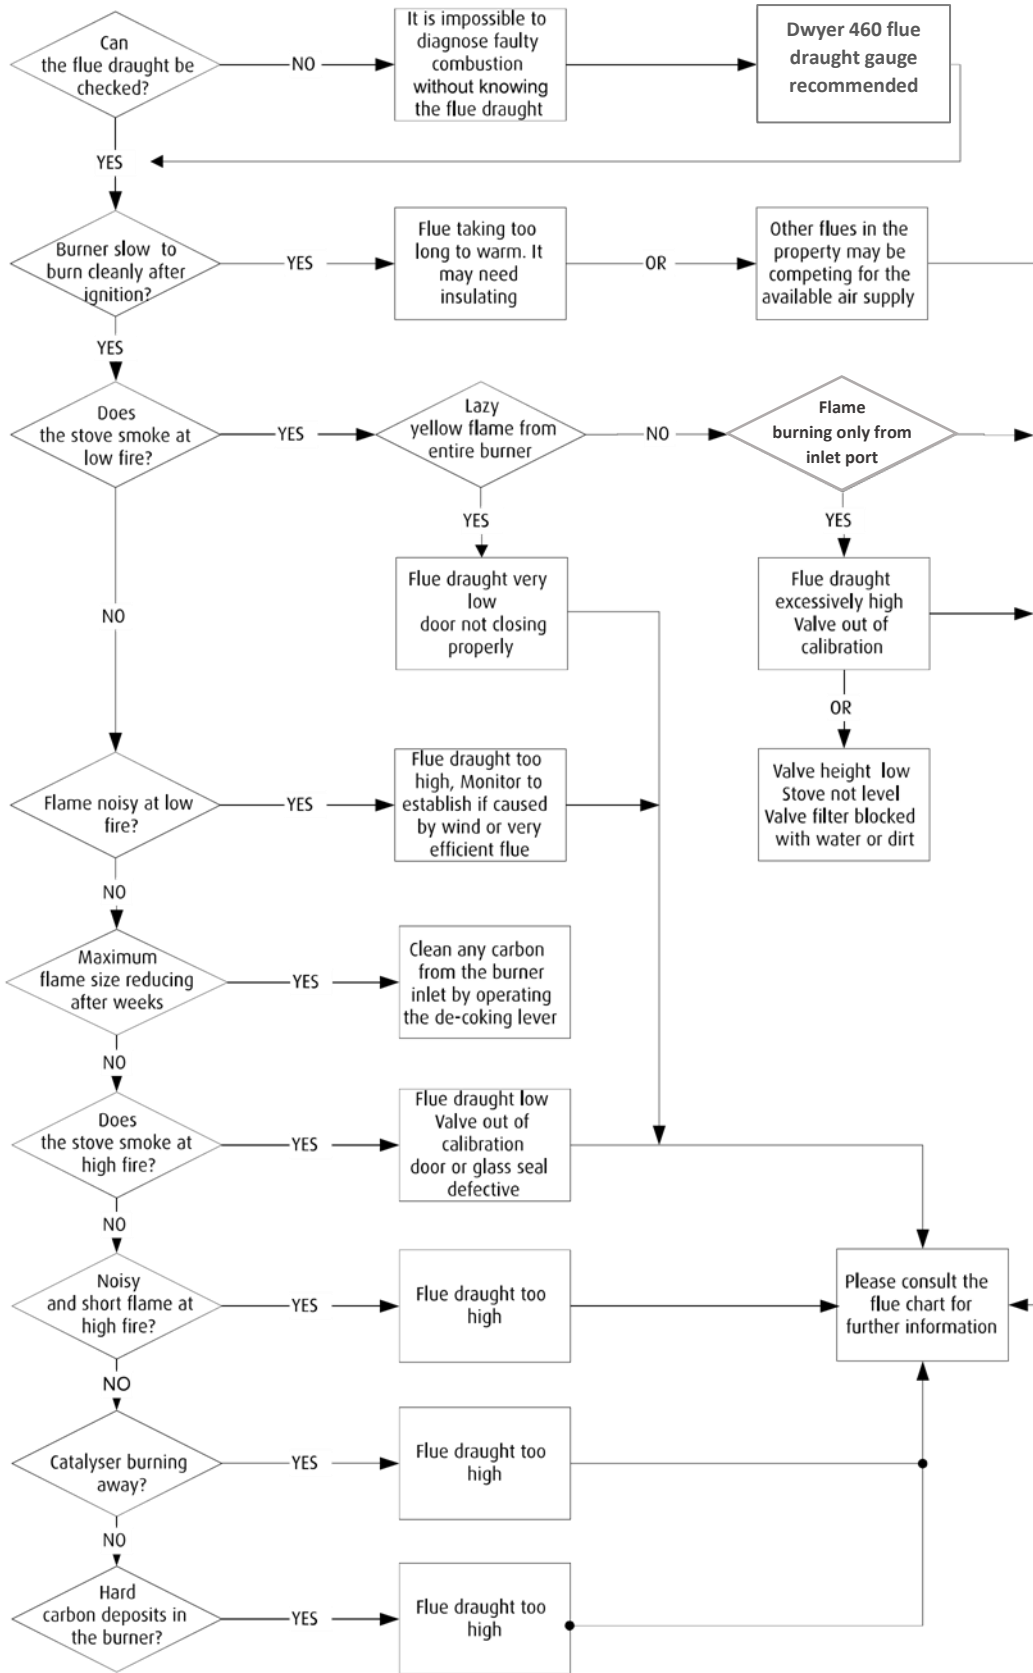 Can
the flue draught be
checked?
NO
It is impossible to
diagnose faulty
combustion
without knowing
the flue draught
Dwyer 460 flue
draught gauge
recommended
YES
Burner slow to
burn cleanly after
ignition?
YES
Flue taking too
long to warm. It
may need
insulating
OR
Other flues in the
property may be
competing for the
available air supply
YES
Does
the stove smoke at
low fire?
YES
Lazy
yellow flame from
entire burner
NO
Flame
burning only from
inlet port
YES
YES
Flue draught very
low
door not closing
properly
Flue draught
excessively high
Valve out of
calibration
NO
OR
Flame noisy at low
fire?
YES
Flue draught too
high, Monitor to
establish if caused
by wind or very
efficient flue
Valve height low
Stove not level
Valve filter blocked
with water or dirt
NO
Maximum
flame size reducing
after weeks
YES
Clean any carbon
from the burner
inlet by operating
the de-coking lever
NO
Does
the stove smoke at
high fire?
YES
Flue draught low
Valve out of
calibration
door or glass seal
defective
NO
Noisy
and short flame at
high fire?
YES
Flue draught too
high
Please consult the
flue chart for
further information
NO
Catalyser burning
away?
YES
Flue draught too
high
NO
Hard
carbon deposits in
the burner?
YES
Flue draught too
high